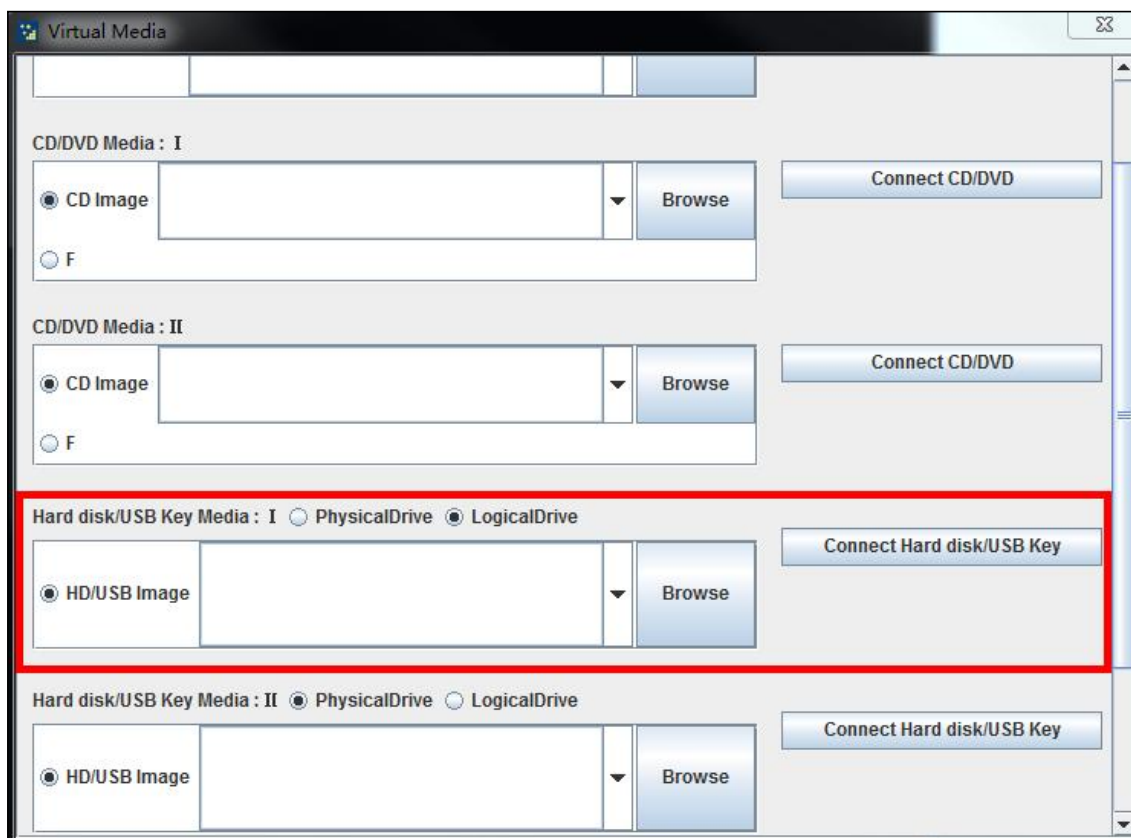 Virtual Media
CD/DVD Media : I
CD Image
Browse
Connect CD/DVD
F
CD/DVD Media : II
CD Image
Browse
Connect CD/DVD
F
Hard disk/USB Key Media : I PhysicalDrive LogicalDrive
HD/USB Image
Browse
Connect Hard disk/USB Key
Hard disk/USB Key Media : II PhysicalDrive LogicalDrive
HD/USB Image
Browse
Connect Hard disk/USB Key